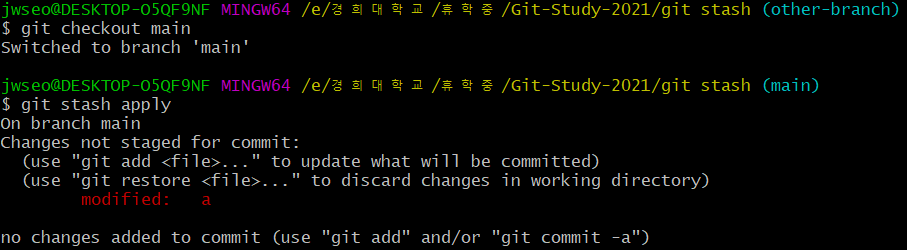 jwseo@DESKTOP-O5QF9NF MINGW64 /e/경희대학교/휴학중/Git-Study-2021/git stash (other-branch)
$ git checkout main
Switched to branch 'main'
jwseo@DESKTOP-O5QF9NF MINGW64 /e/경희대학교/휴학중/Git-Study-2021/git stash (main)
$ git stash apply
On branch main
Changes not staged for commit:
  (use "git add <file>..." to update what will be committed)
  (use "git restore <file>..." to discard changes in working directory)
        modified:   a
no changes added to commit (use "git add" and/or "git commit -a")